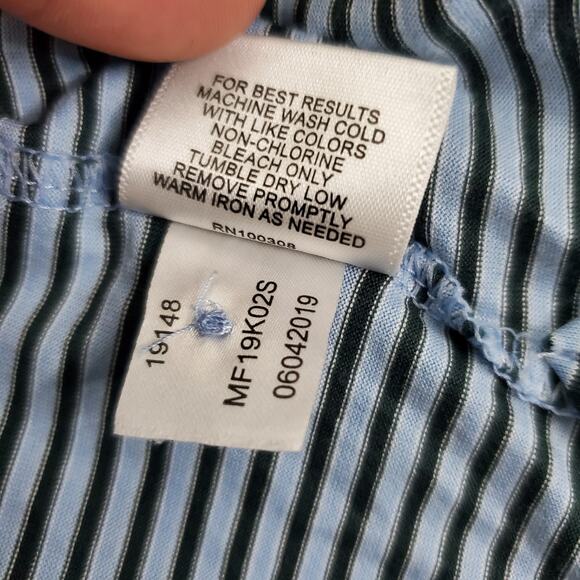 FOR BEST RESULTS
MACHINE WASH COLD
WITH LIKE COLORS
NON-CHLORINE
BLEACH ONLY
TUMBLE DRY LOW
REMOVE PROMPTLY
WARM IRON AS NEEDED
RN100308
19148
MF19K02S
06042019